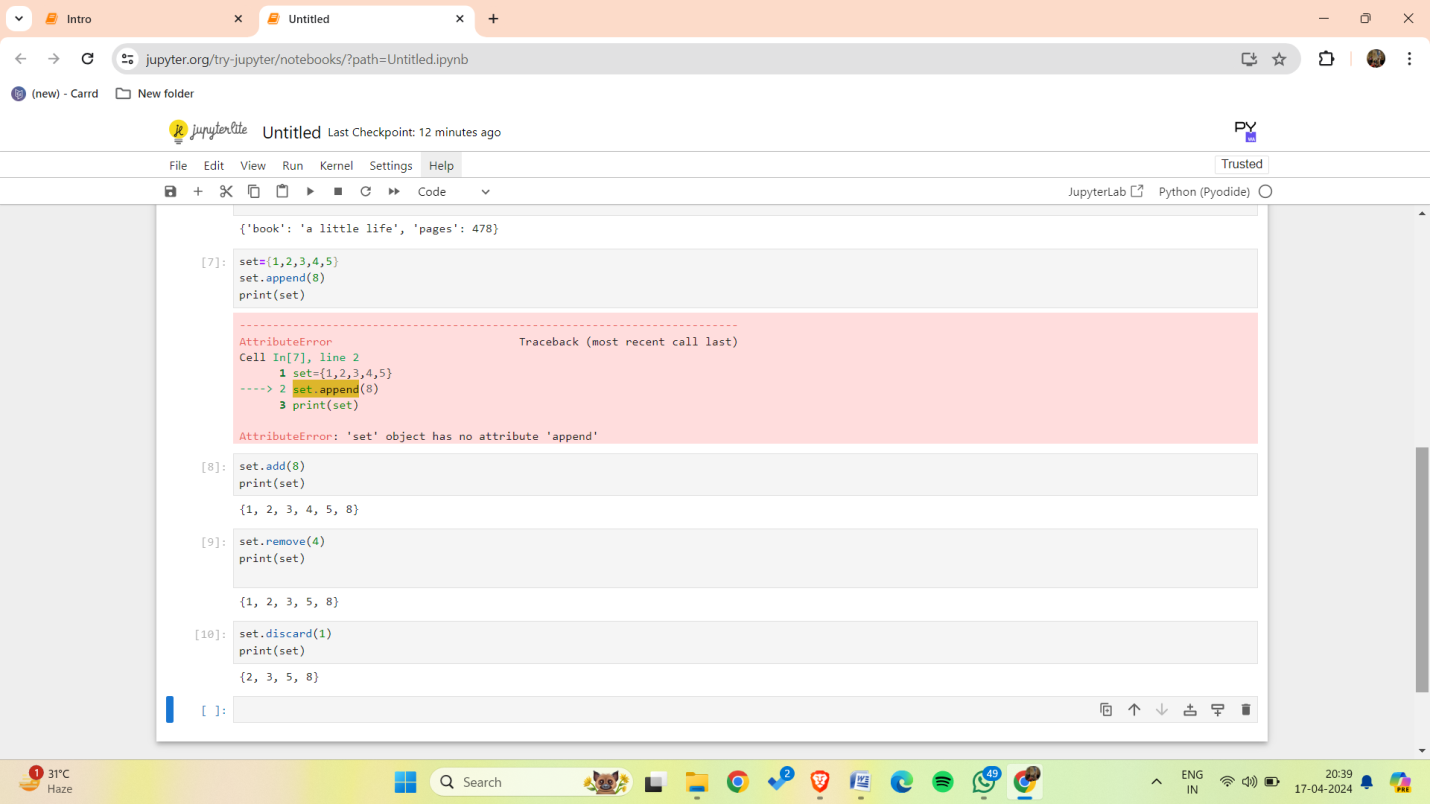 Intro
Untitled
jupyter.org/try-jupyter/notebooks/?path=Untitled.ipynb
(new) - Carrd
New folder
jupyterlite
Untitled Last Checkpoint: 12 minutes ago
PY
File Edit View Run Kernel Settings Help
Trusted
Code
JupyterLab
Python (Pyodide)
{'book': 'a little life', 'pages': 478}
[7]: set={1,2,3,4,5}
set.append(8)
print(set)
---------------------------------------------------------------------------
AttributeError Traceback (most recent call last)
Cell In[7], line 2
1 set={1,2,3,4,5}
----> 2 set.append(8)
3 print(set)
AttributeError: 'set' object has no attribute 'append'
[8]: set.add(8)
print(set)
{1, 2, 3, 4, 5, 8}
[9]: set.remove(4)
print(set)
{1, 2, 3, 5, 8}
[10]: set.discard(1)
print(set)
{2, 3, 5, 8}
[ ]:
1
31°C
Haze
Search
2
49
ENG
IN
20:39
17-04-2024
PRE